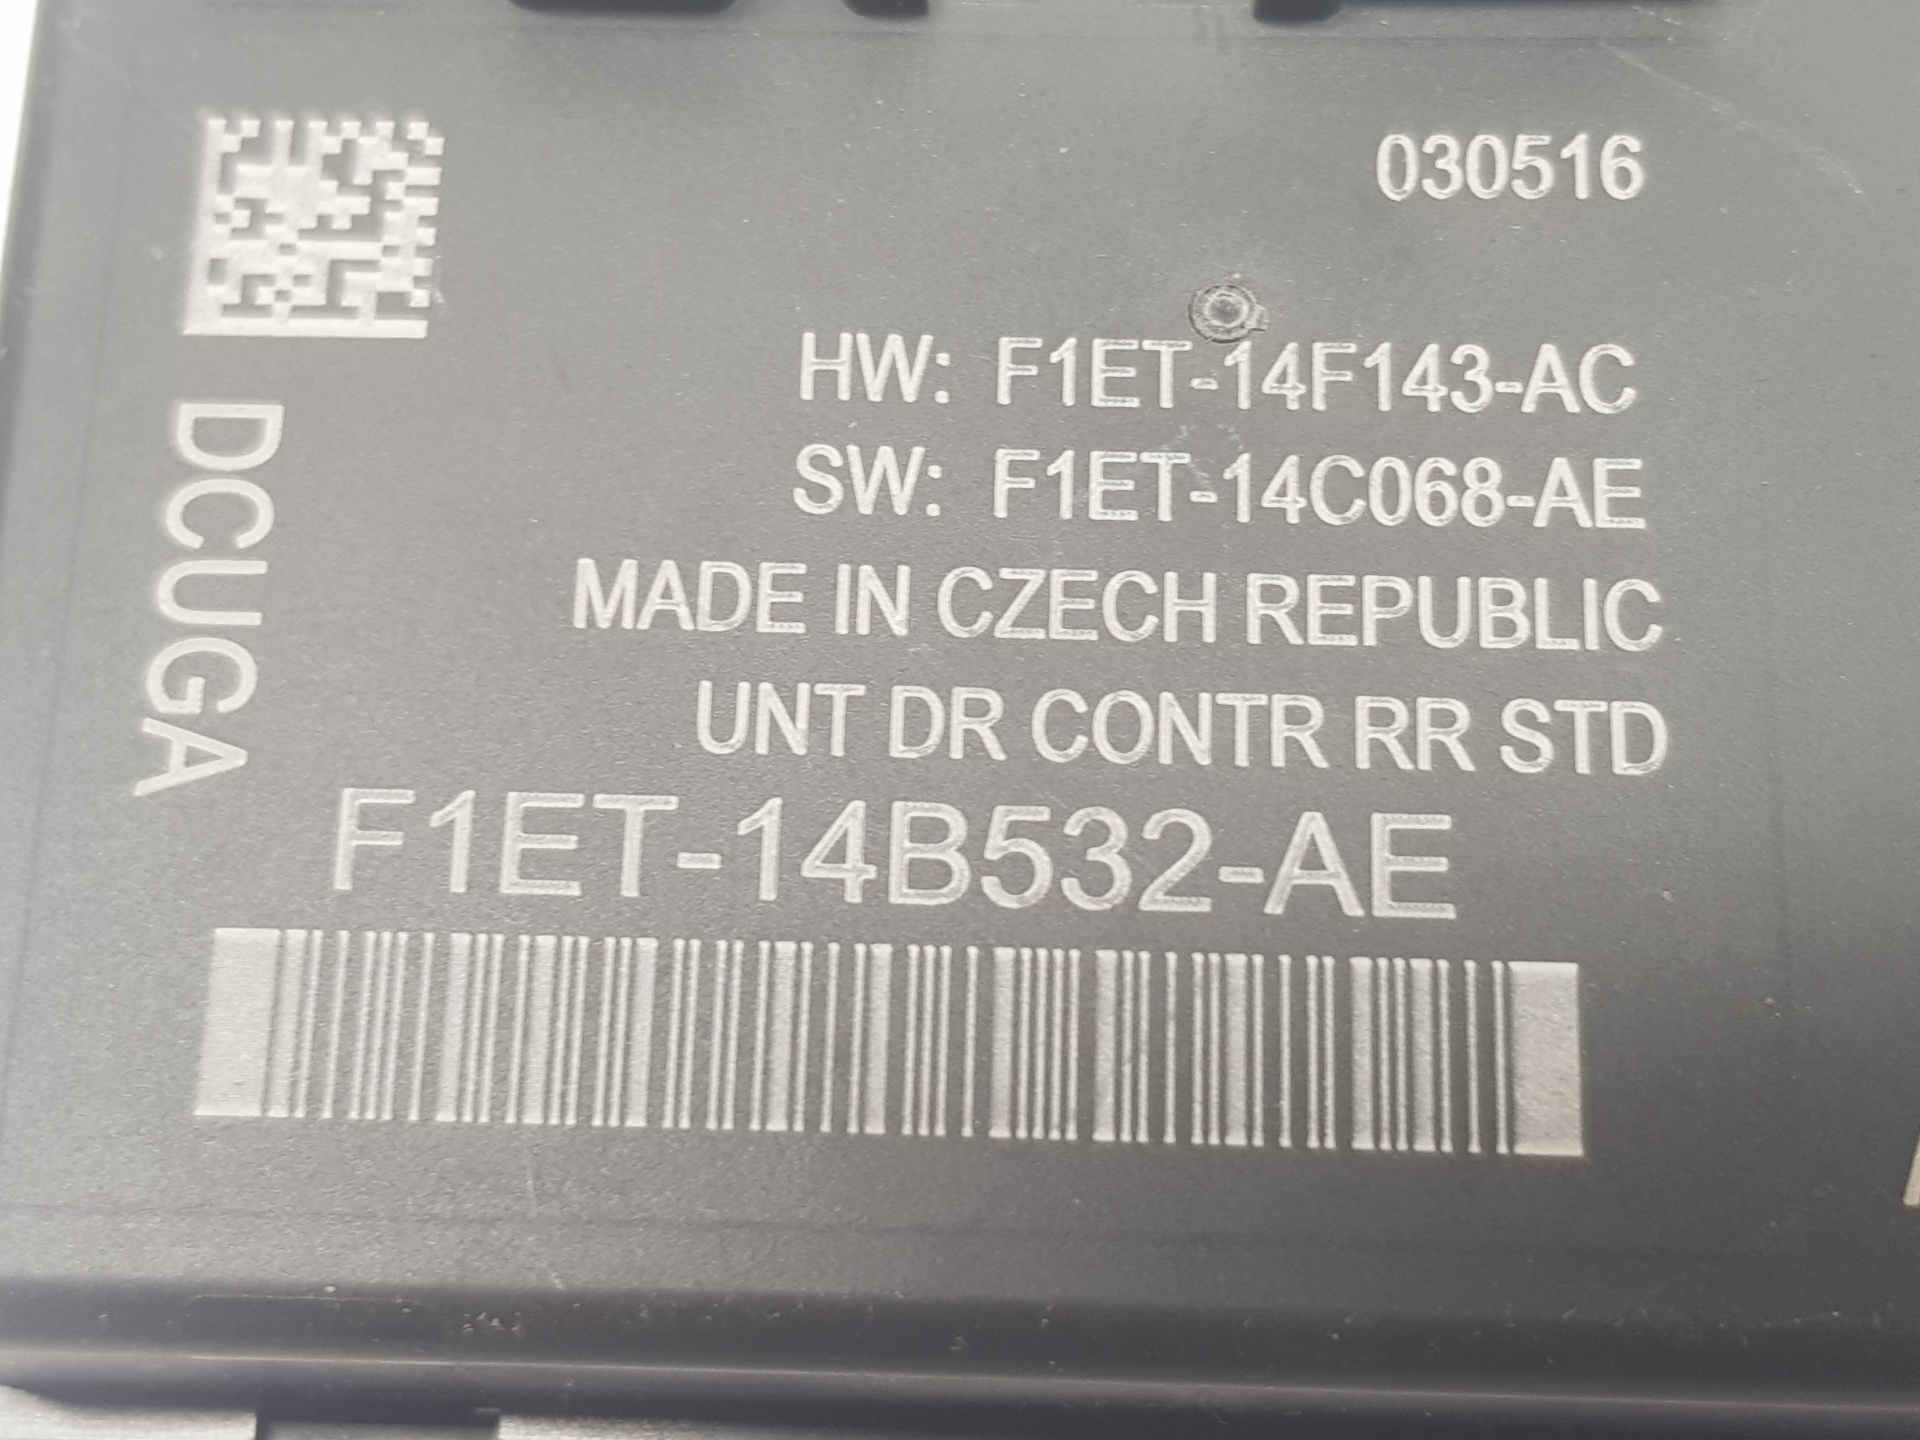 030516
HW: F1ET-14F143-AC
SW: F1ET-14C068-AE
MADE IN CZECH REPUBLIC
UNT DR CONTR RR STD
DCUGA
F1ET-14B532-AE